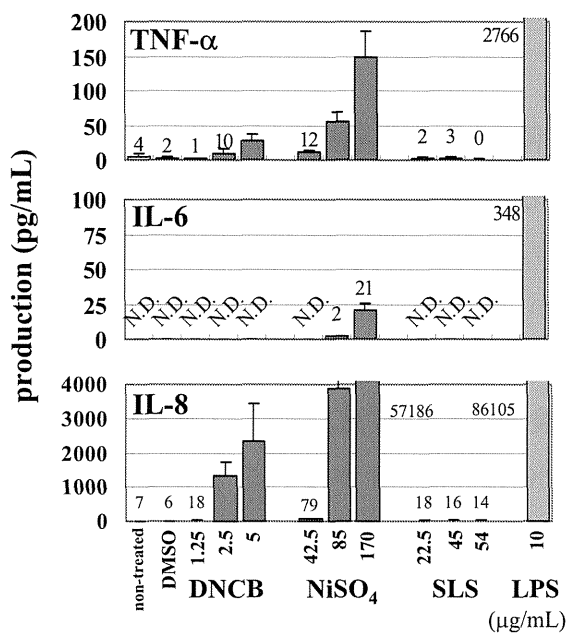 production (pg/mL)
200
150
100
50
0
TNF-α
4
2
1
10
12
2
3
0
2766
100
75
50
25
0
IL-6
N.D.
N.D.
N.D.
N.D.
N.D.
N.D.
2
21
N.D.
N.D.
N.D.
348
4000
3000
2000
1000
0
IL-8
7
6
18
79
57186
18
16
14
86105
non-treated
DMSO
1.25
2.5
5
42.5
85
170
22.5
45
54
10
DNCB
NiSO₄
SLS
LPS
(µg/mL)